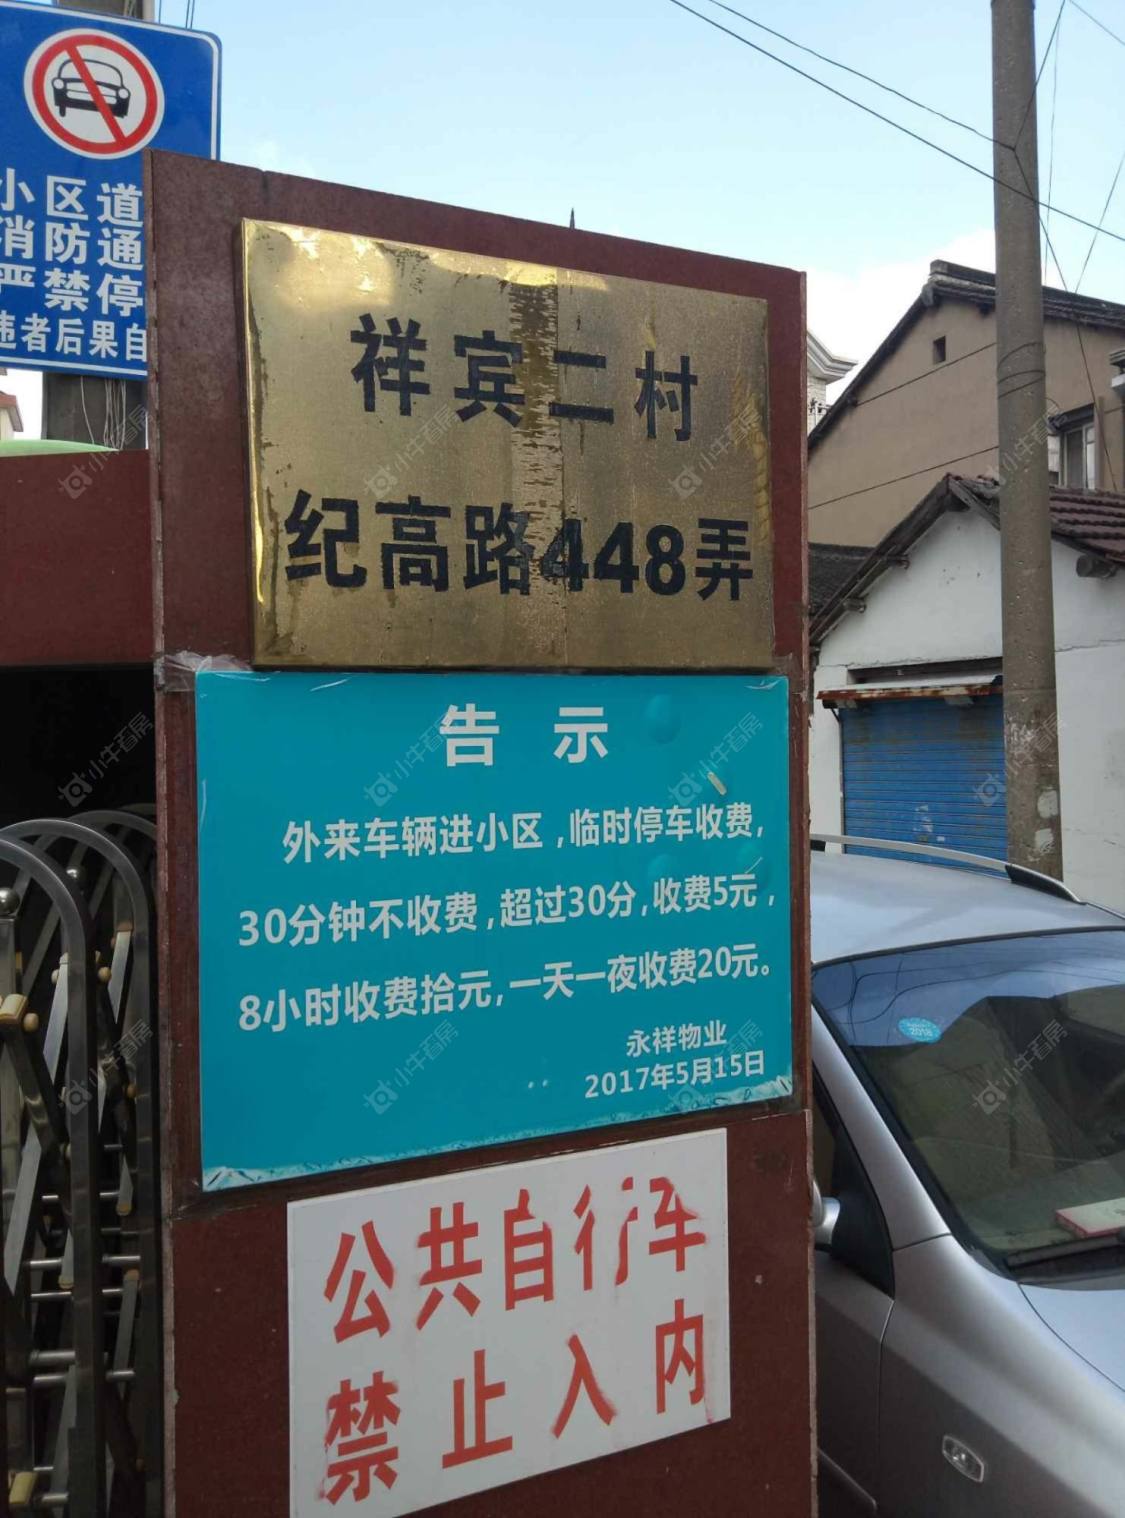 小区道
消防通
严禁停
违者后果自
祥宾二村
纪高路448弄
告示
外来车辆进小区,临时停车收费,
30分钟不收费,超过30分,收费5元,
8小时收费拾元,一天一夜收费20元。
永祥物业
2017年5月15日
公共自行车
禁止入内
2018
小牛看房